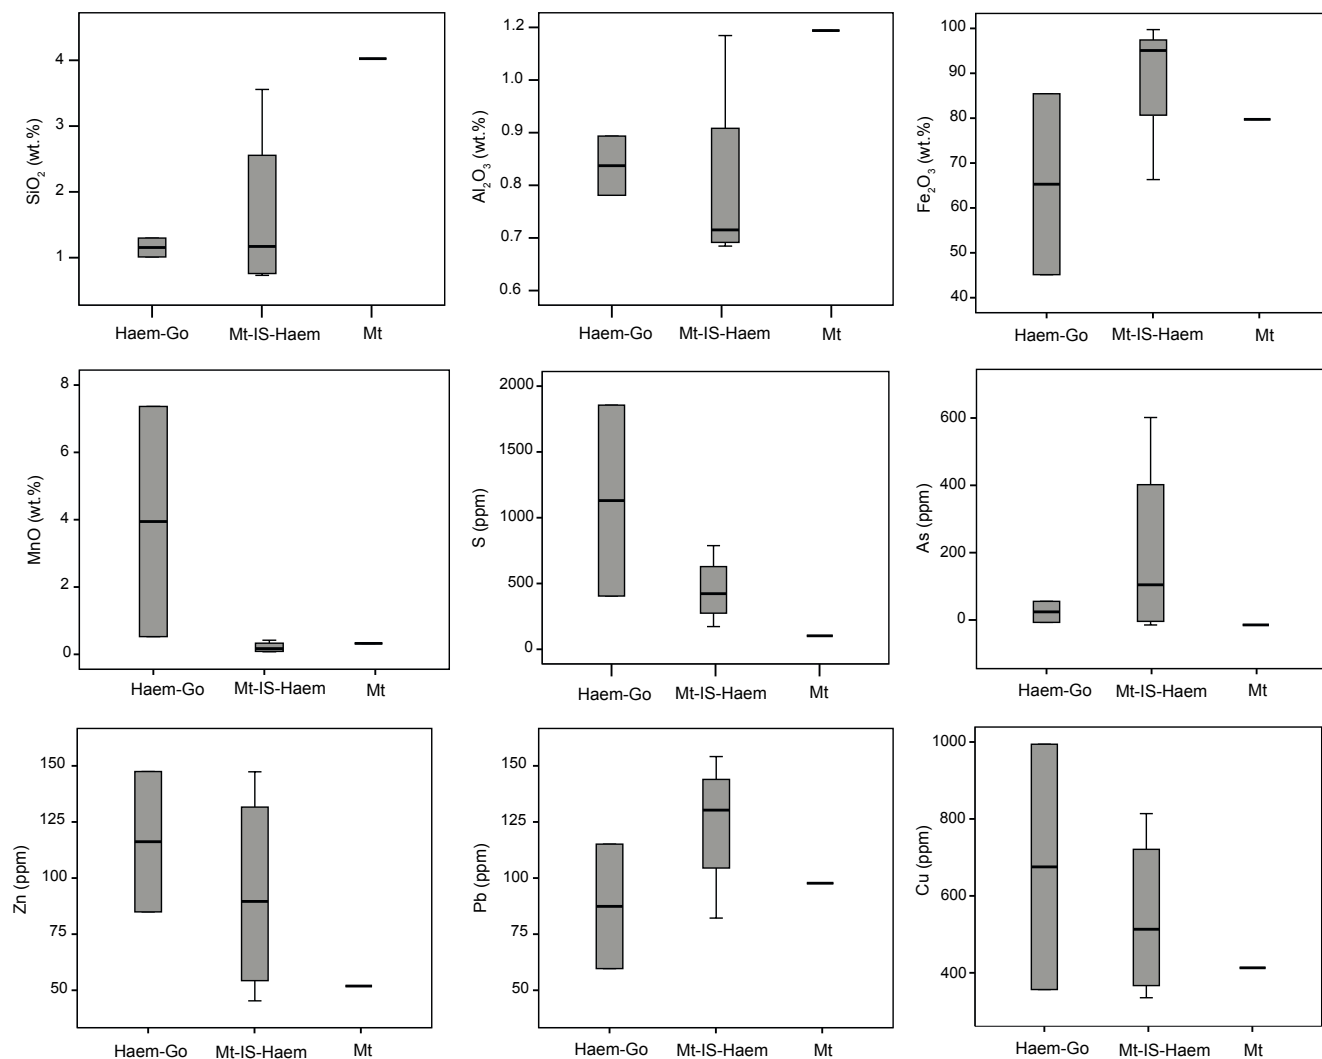 SiO₂ (wt.%)
4
3
2
1
Haem-Go Mt-IS-Haem Mt
Al₂O₃ (wt.%)
1.2
1.0
0.9
0.8
0.7
0.6
Haem-Go Mt-IS-Haem Mt
Fe₂O₃ (wt.%)
100
90
80
70
60
50
40
Haem-Go Mt-IS-Haem Mt
MnO (wt.%)
8
6
4
2
0
Haem-Go Mt-IS-Haem Mt
S (ppm)
2000
1500
1000
500
0
Haem-Go Mt-IS-Haem Mt
As (ppm)
600
400
200
0
Haem-Go Mt-IS-Haem Mt
Zn (ppm)
150
125
100
75
50
Haem-Go Mt-IS-Haem Mt
Pb (ppm)
150
125
100
75
50
Haem-Go Mt-IS-Haem Mt
Cu (ppm)
1000
800
600
400
Haem-Go Mt-IS-Haem Mt